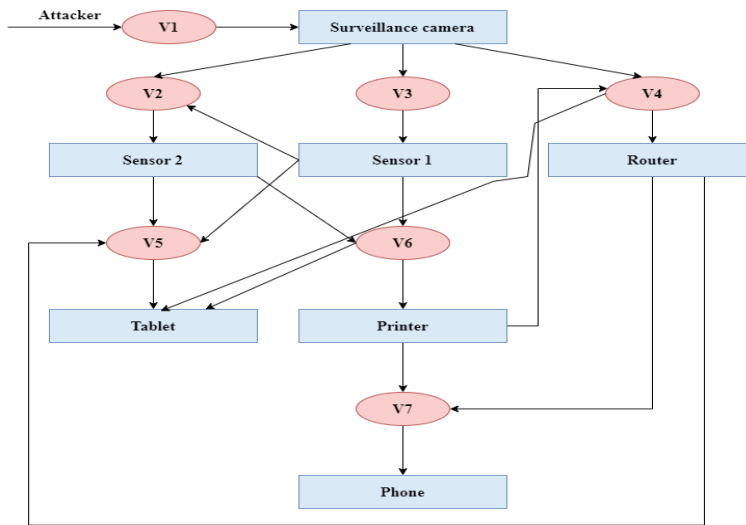 Attacker
V1
Surveillance camera
V2
V3
V4
Sensor 2
Sensor 1
Router
V5
V6
Tablet
Printer
V7
Phone